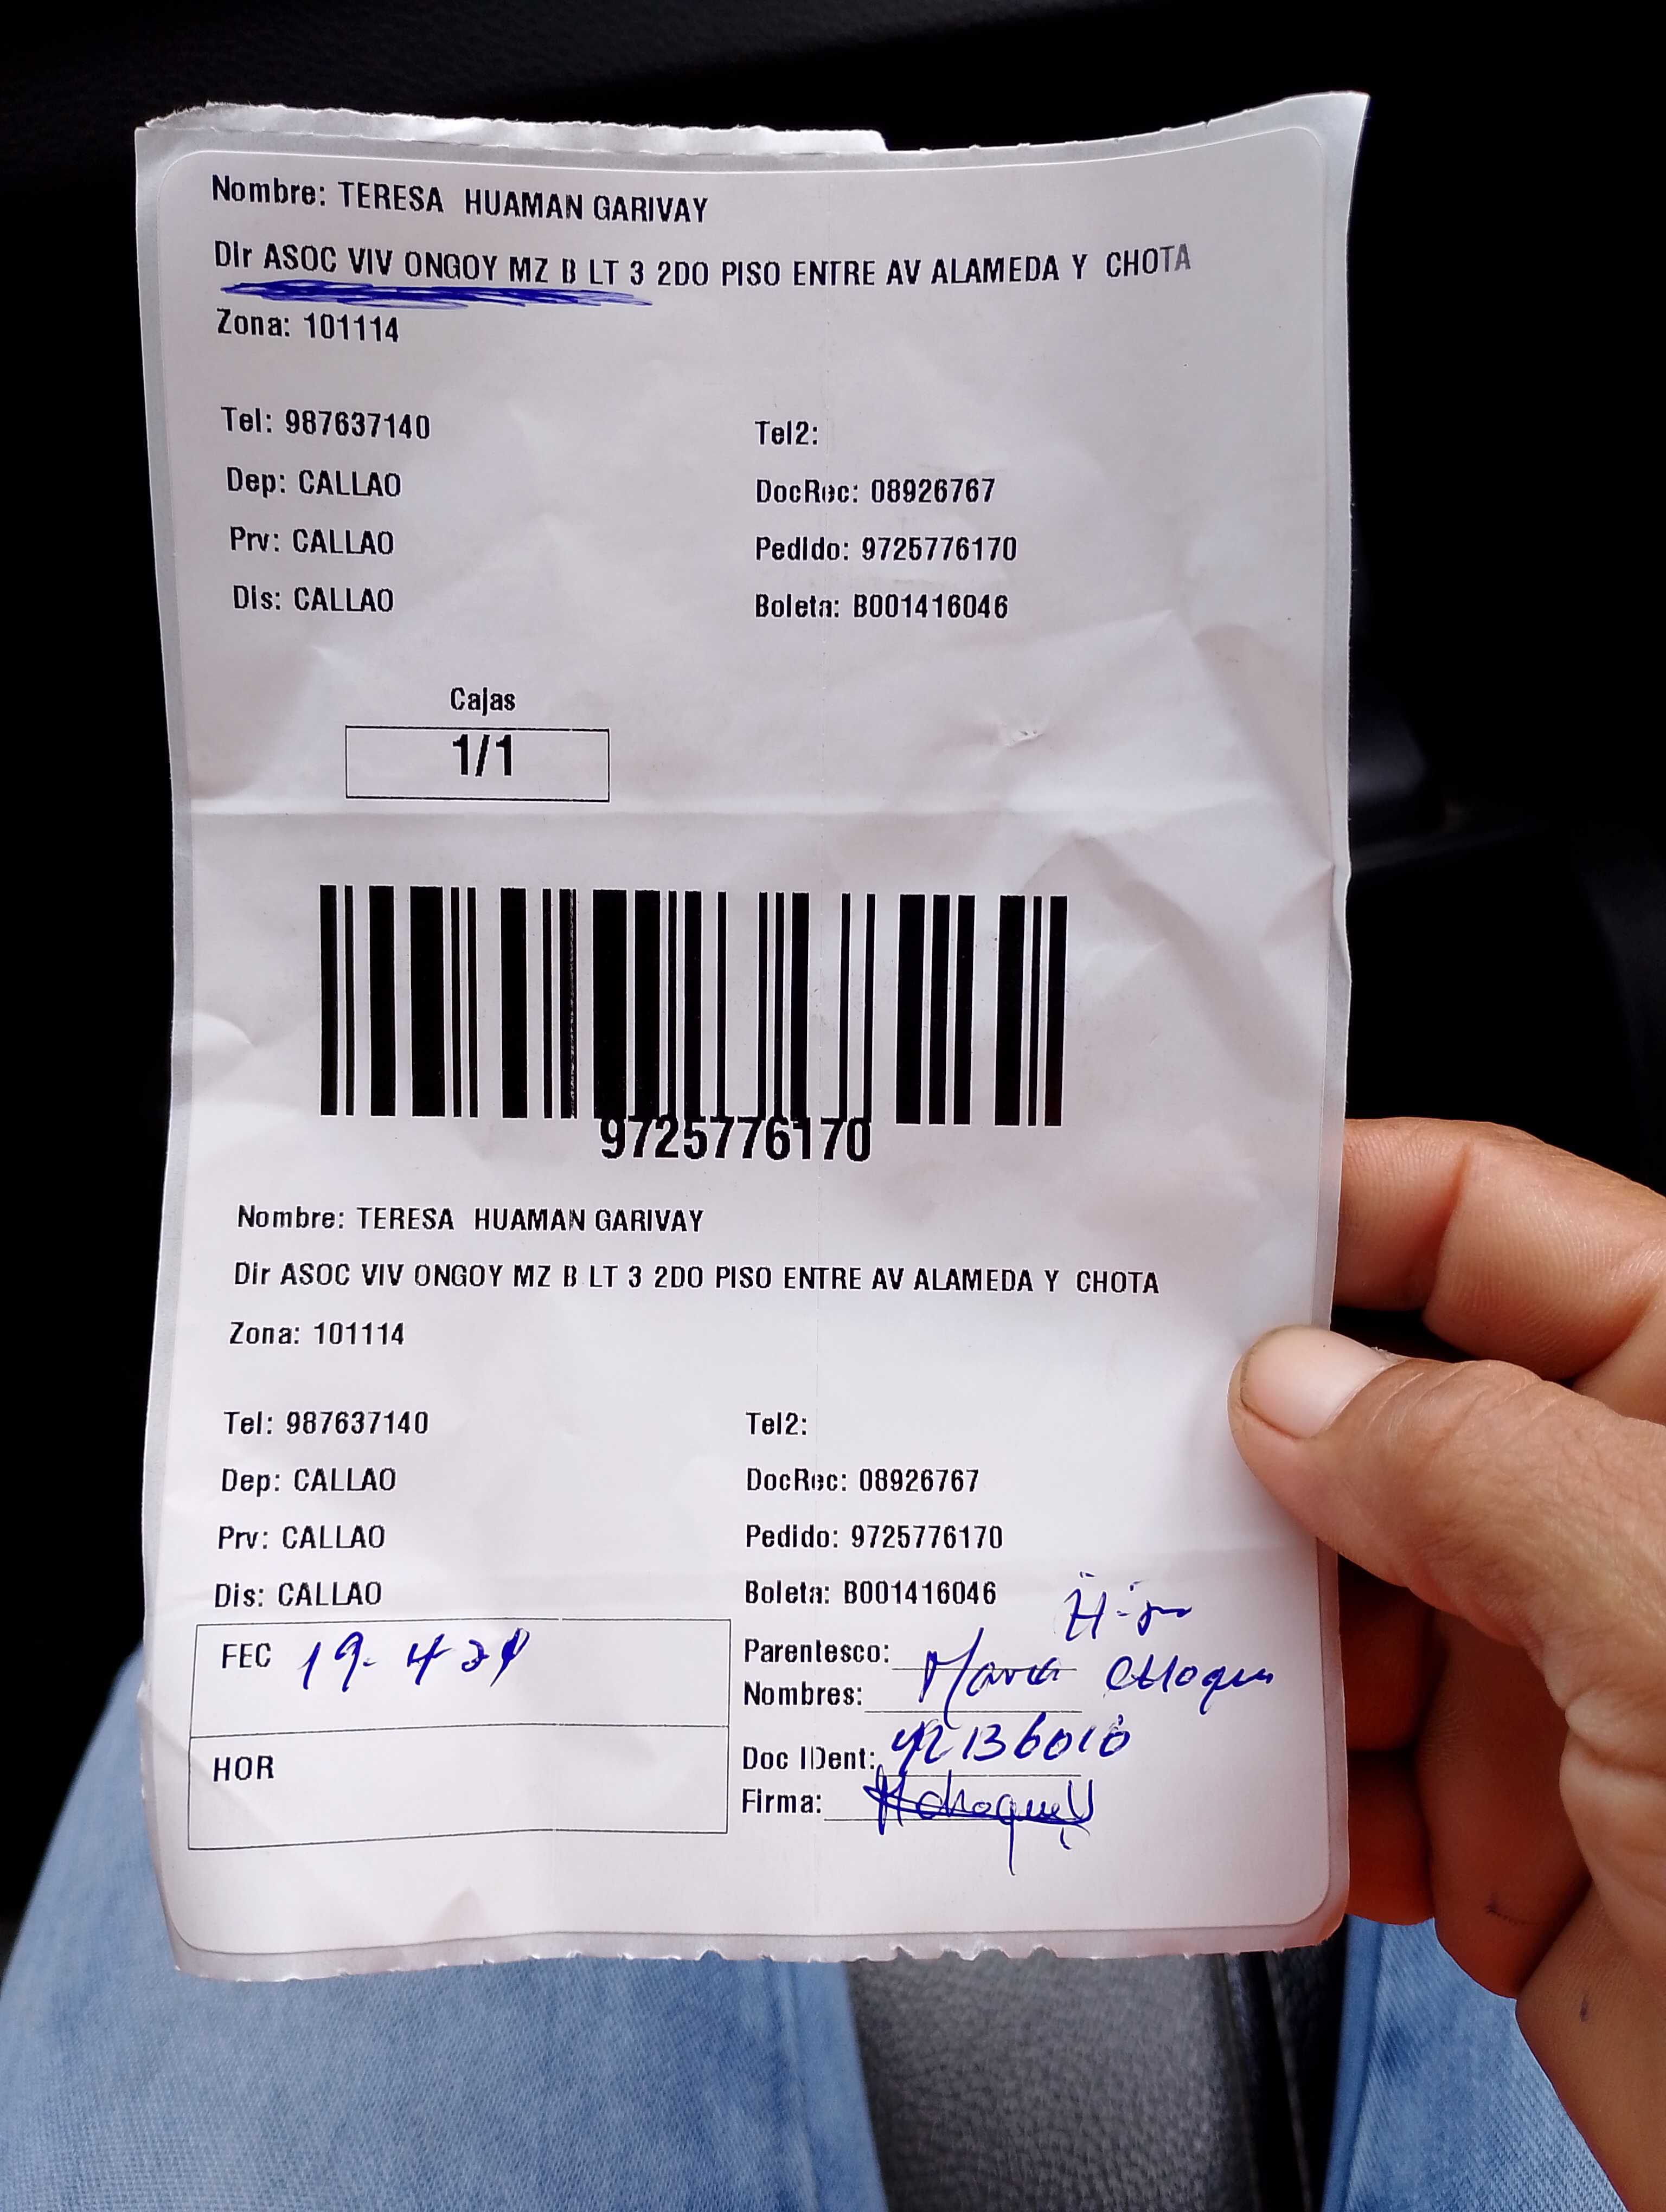 Nombre: TERESA HUAMAN GARIVAY
Dir ASOC VIV ONGOY MZ B LT 3 2DO PISO ENTRE AV ALAMEDA Y CHOTA
Zona: 101114
Tel: 987637140 Tel2:
Dep: CALLAO DocRec: 08926767
Prv: CALLAO Pedido: 9725776170
Dis: CALLAO Boleta: B001416046
Cajas
1/1
9725776170
Nombre: TERESA HUAMAN GARIVAY
Dir ASOC VIV ONGOY MZ B LT 3 2DO PISO ENTRE AV ALAMEDA Y CHOTA
Zona: 101114
Tel: 987637140 Tel2:
Dep: CALLAO DocRec: 08926767
Prv: CALLAO Pedido: 9725776170
Dis: CALLAO Boleta: B001416046
FEC 19-4 Parentesco:
Nombres: Maria
HOR Doc IDent:
Firma: